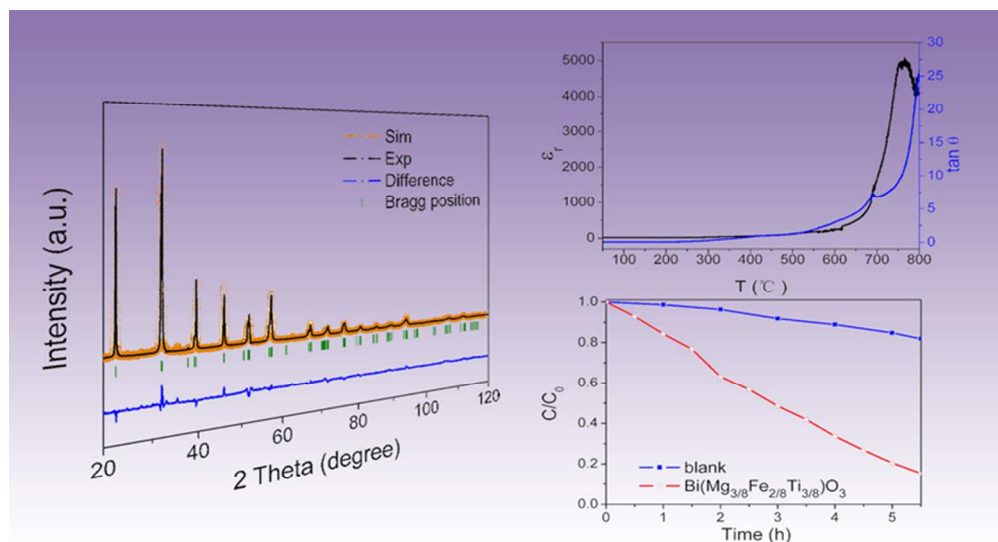 Intensity (a.u.)
Sim
Exp
Difference
Bragg position
20 40 60 80 100 120
2 Theta (degree)
5000
4000
3000
2000
1000
0
εr
30
25
20
15
10
5
0
tan θ
100 200 300 400 500 600 700 800
T (℃)
1.0
0.8
0.6
0.4
0.2
0.0
C/C0
blank
Bi(Mg3/8Fe2/8Ti3/8)O3
0 1 2 3 4 5
Time (h)